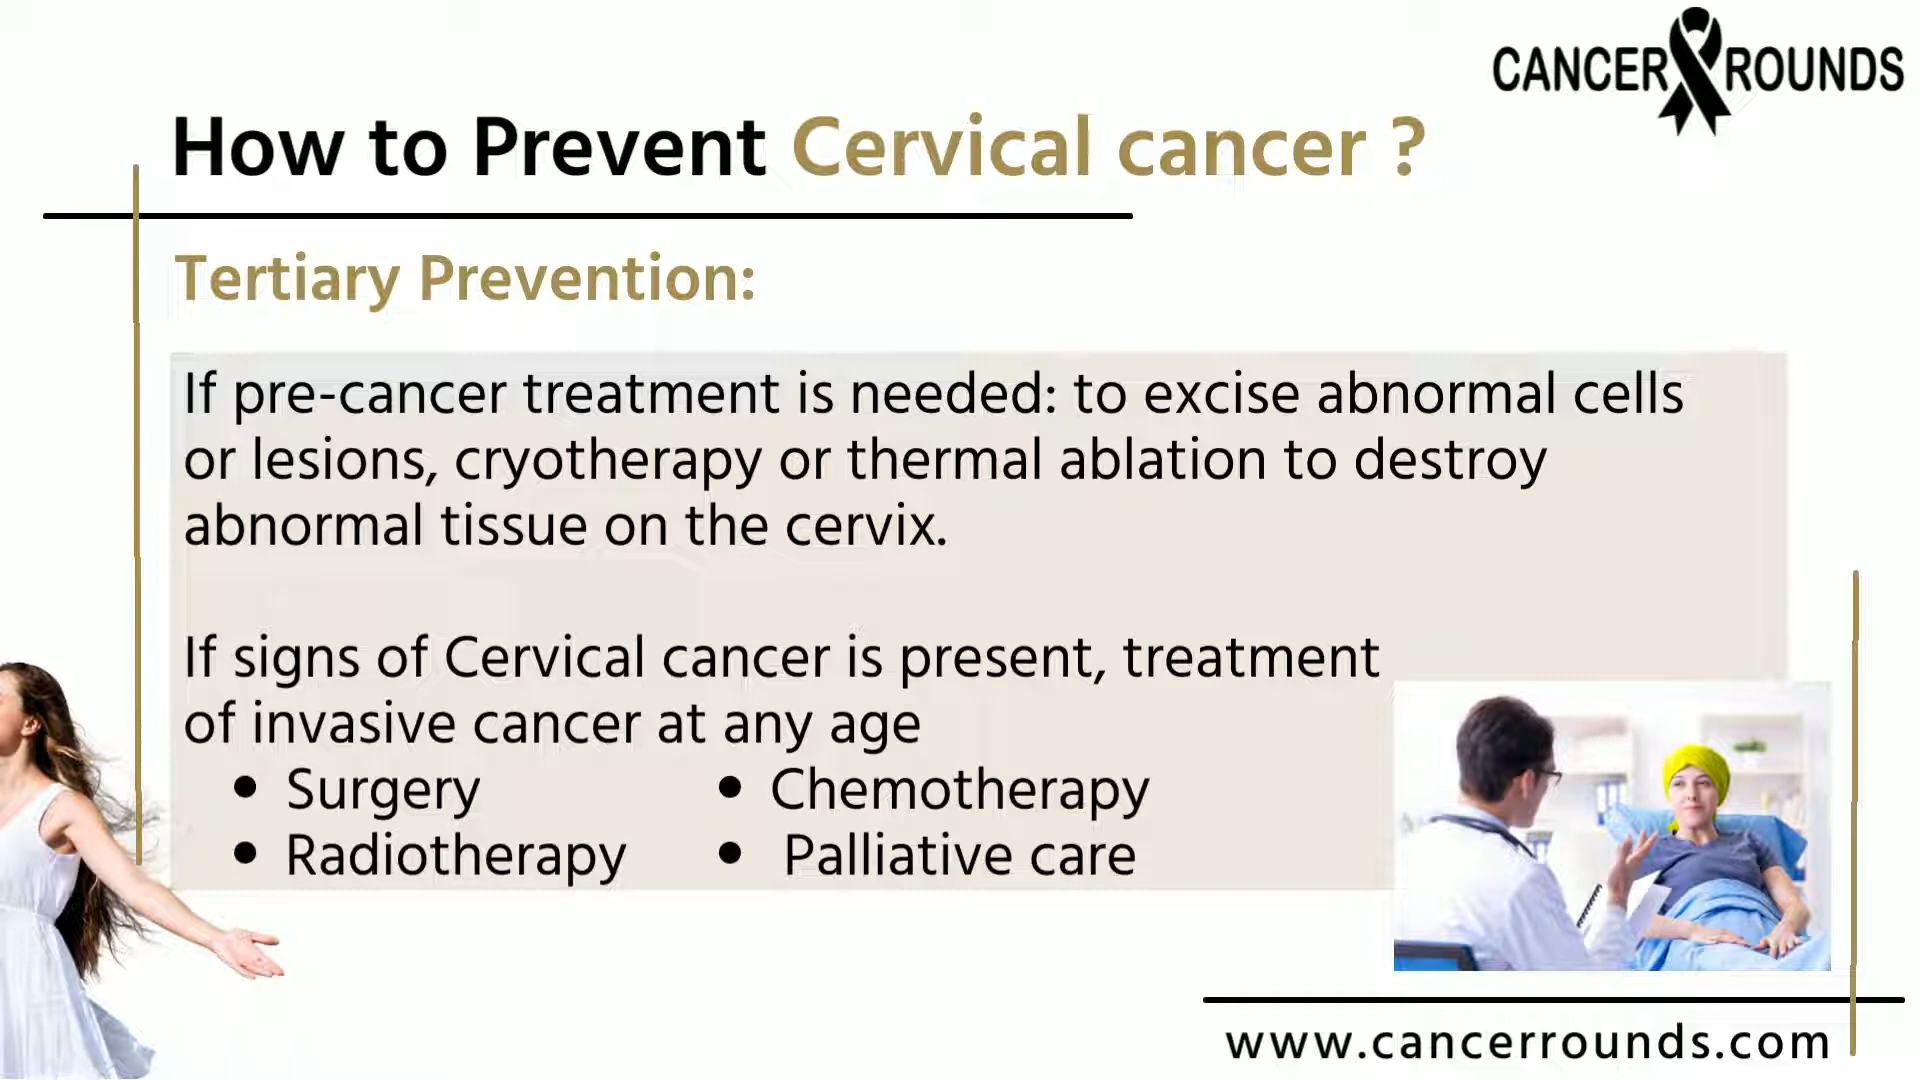 CANCER ROUNDS
How to Prevent Cervical cancer ?
Tertiary Prevention:
If pre-cancer treatment is needed: to excise abnormal cells
or lesions, cryotherapy or thermal ablation to destroy
abnormal tissue on the cervix.
If signs of Cervical cancer is present, treatment
of invasive cancer at any age
• Surgery • Chemotherapy
• Radiotherapy • Palliative care
www.cancerrounds.com